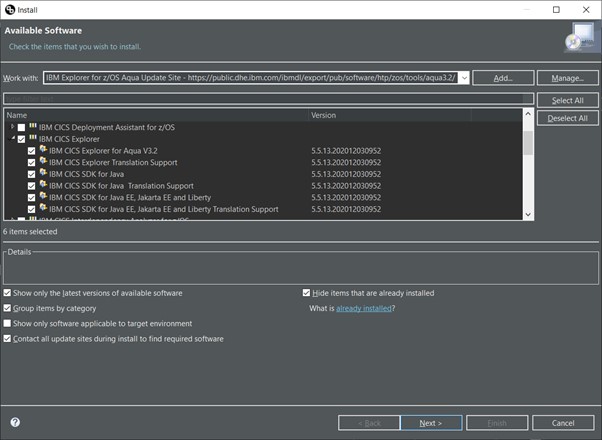 Install
Available Software
Check the items that you wish to install.
Work with: IBM Explorer for z/OS Aqua Update Site - https://public.dhe.ibm.com/ibmdl/export/pub/software/htp/zos/tools/aqua3.2/ Add... Manage...
Select All
Name Version
Deselect All
IBM CICS Deployment Assistant for z/OS
IBM CICS Explorer
IBM CICS Explorer for Aqua V3.2 5.5.13.202012030952
IBM CICS Explorer Translation Support 5.5.13.202012030952
IBM CICS SDK for Java 5.5.13.202012030952
IBM CICS SDK for Java Translation Support 5.5.13.202012030952
IBM CICS SDK for Java EE, Jakarta EE and Liberty 5.5.13.202012030952
IBM CICS SDK for Java EE, Jakarta EE and Liberty Translation Support 5.5.13.202012030952
6 items selected
Details
Show only the latest versions of available software Hide items that are already installed
Group items by category What is already installed?
Show only software applicable to target environment
Contact all update sites during install to find required software
? < Back Next > Finish Cancel